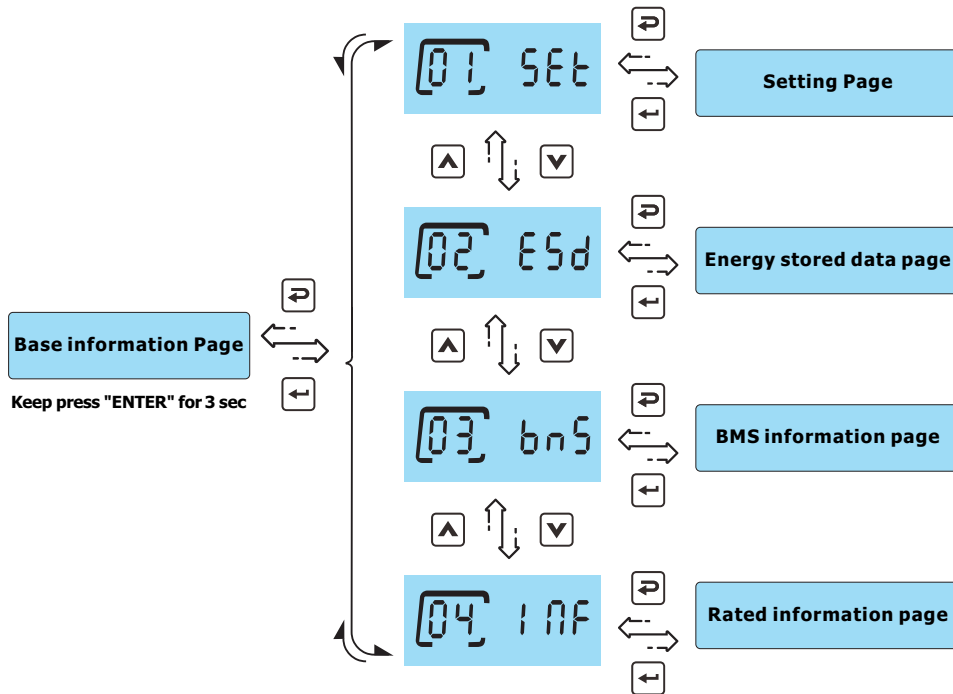 01 SEt
Setting Page
02 ESd
Energy stored data page
Base information Page
Keep press "ENTER" for 3 sec
03 bnS
BMS information page
04 INF
Rated information page